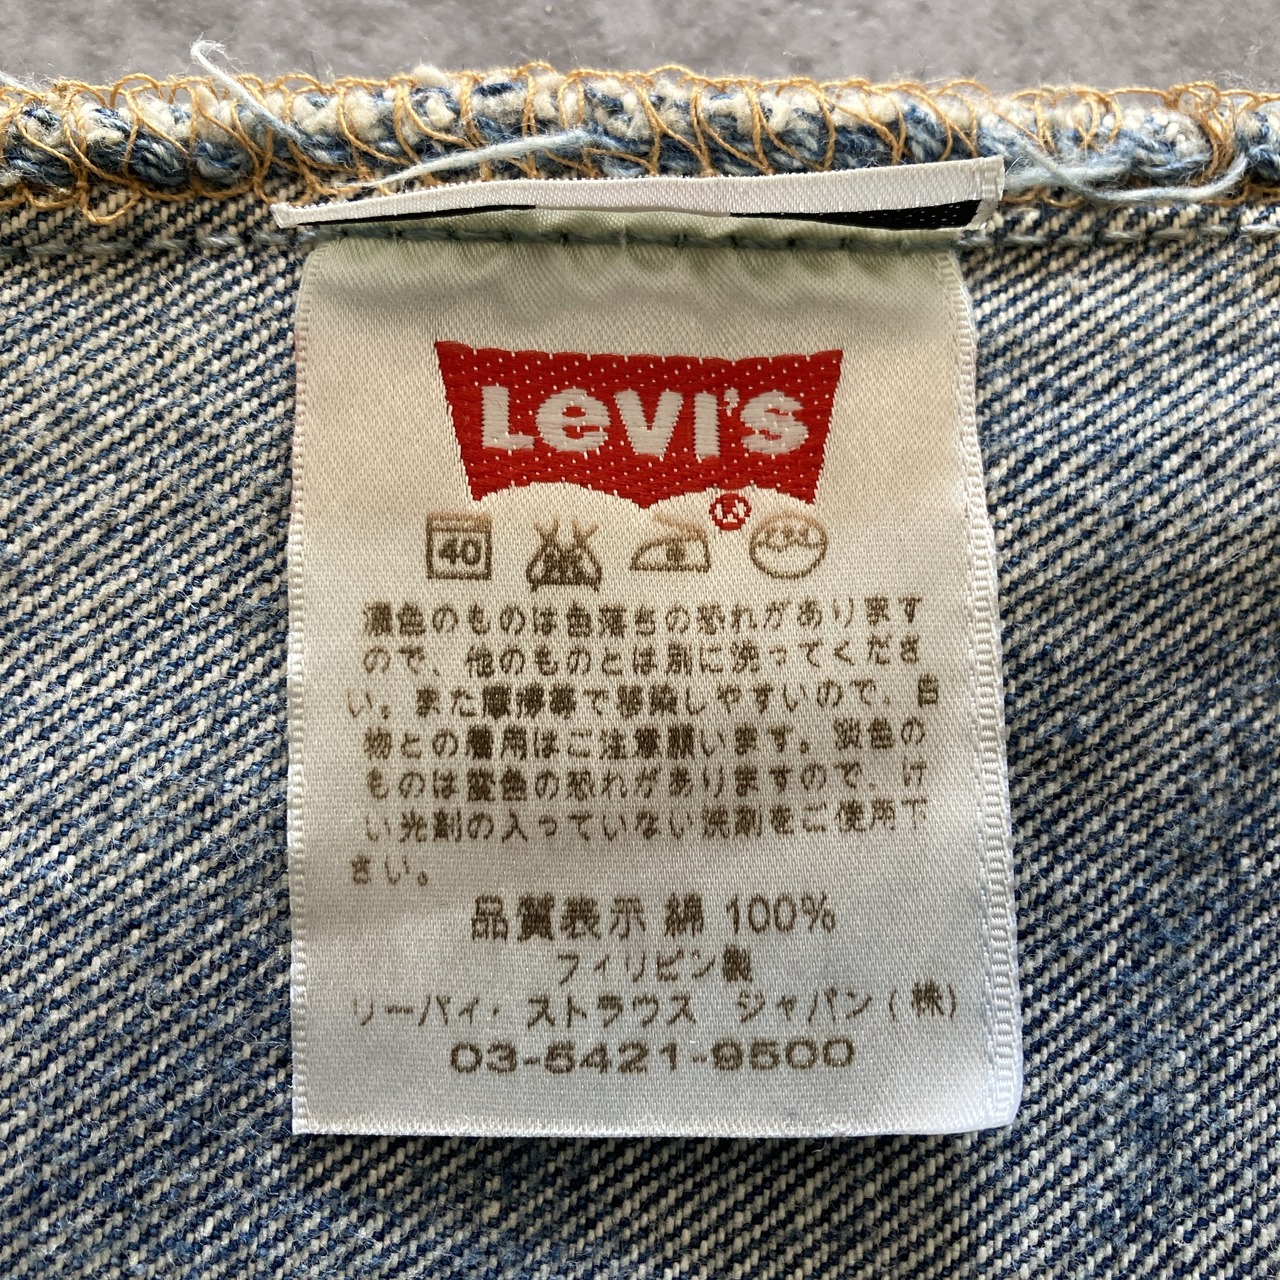 Levi's
40
濃色のものは色落ちの恐れがあります
ので、他のものとは別に洗ってくださ
い。また摩擦等で移染しやすいので、白
物との着用はご注意願います。淡色の
ものは変色の恐れがありますので、け
い光剤の入っていない洗剤をご使用下
さい。
品質表示 綿 100%
フィリピン製
リーバイ・ストラウス ジャパン(株)
03-5421-9500